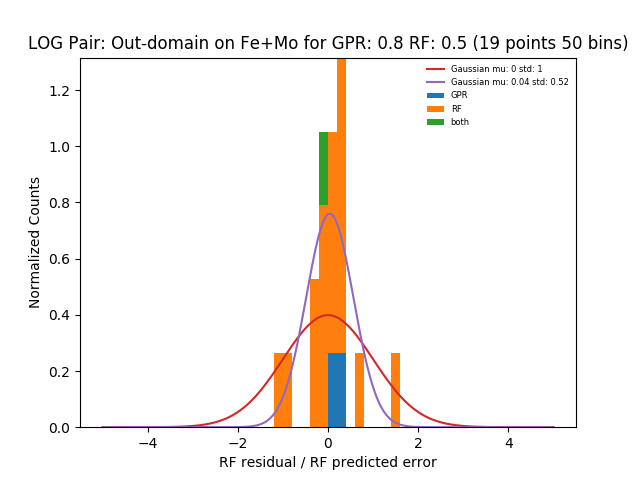 LOG Pair: Out-domain on Fe+Mo for GPR: 0.8 RF: 0.5 (19 points 50 bins)
Gaussian mu: 0 std: 1
Gaussian mu: 0.04 std: 0.52
GPR
RF
both
Normalized Counts
1.2
1.0
0.8
0.6
0.4
0.2
0.0
−4 −2 0 2 4
RF residual / RF predicted error